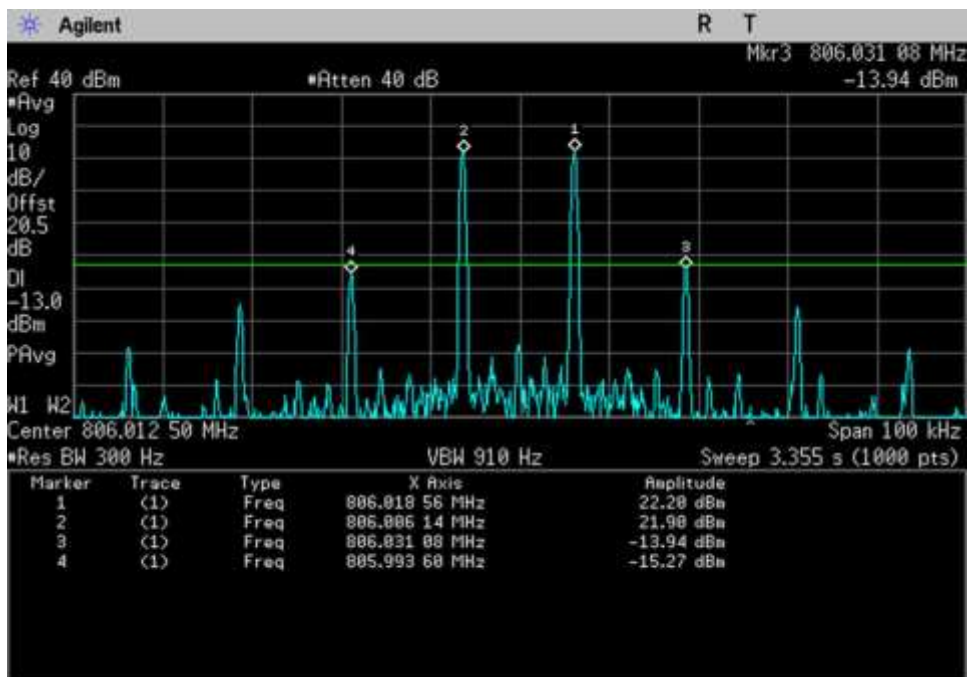 Agilent R T
Mkr3 806.031 08 MHz
Ref 40 dBm #Atten 40 dB -13.94 dBm
#Avg
Log
10
dB/
Offst
20.5
dB
DI
-13.0
dBm
PAvg
W1 W2
2
1
4
3
Center 806.012 50 MHz Span 100 kHz
#Res BW 300 Hz VBW 910 Hz Sweep 3.355 s (1000 pts)
Marker Trace Type X Axis Amplitude
1 (1) Freq 806.018 56 MHz 22.20 dBm
2 (1) Freq 806.006 14 MHz 21.90 dBm
3 (1) Freq 806.031 08 MHz -13.94 dBm
4 (1) Freq 805.993 60 MHz -15.27 dBm